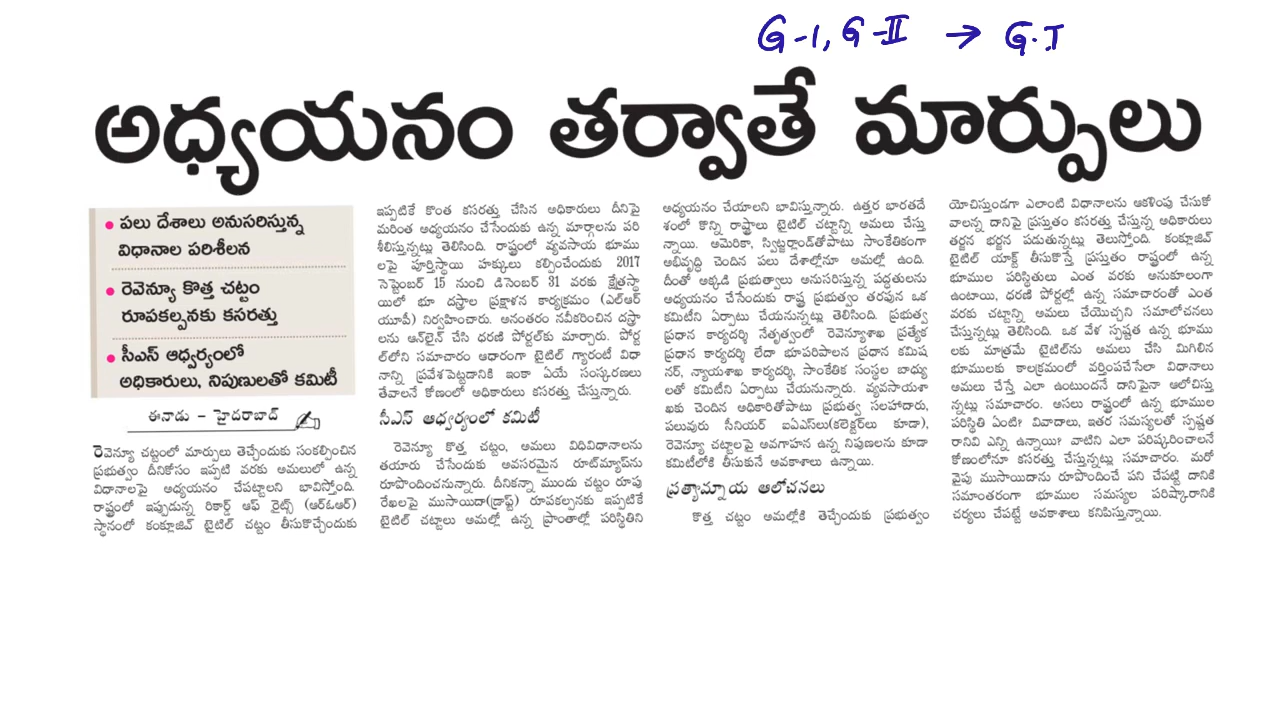 G-I, G-II → G.I
అధ్యయనం తర్వాతే మార్పులు
• పలు దేశాలు అనుసరిస్తున్న
విధానాల పరిశీలన
• రెవెన్యూ కొత్త చట్టం
రూపకల్పనకు కసరత్తు
• సీఎస్ ఆధ్వర్యంలో
అధికారులు, నిపుణులతో కమిటీ
ఈనాడు - హైదరాబాద్
రెవెన్యూ చట్టంలో మార్పులు తెచ్చేందుకు సంకల్పించిన
ప్రభుత్వం దీనికోసం ఇప్పటి వరకు అమలులో ఉన్న
విధానాలపై అధ్యయనం చేపట్టాలని భావిస్తోంది.
రాష్ట్రంలో ఇప్పుడున్న రికార్డ్ ఆఫ్ రైట్స్ (ఆర్ఓఆర్)
స్థానంలో కంక్లూజివ్ టైటిల్ చట్టం తీసుకొచ్చేందుకు
ఇప్పటికే కొంత కసరత్తు చేసిన అధికారులు దీనిపై
మరింత అధ్యయనం చేసేందుకు ఉన్న మార్గాలను పరి
శీలిస్తున్నట్లు తెలిసింది. రాష్ట్రంలో వ్యవసాయ భూము
లపై పూర్తిస్థాయి హక్కులు కల్పించేందుకు 2017
సెప్టెంబర్ 15 నుంచి డిసెంబర్ 31 వరకు క్షేత్రస్థా
యిలో భూ దస్త్రాల ప్రక్షాళన కార్యక్రమం (ఎల్ఆర్
యూపీ) నిర్వహించారు. అనంతరం నవీకరించిన దస్త్రా
లను ఆన్‌లైన్ చేసి ధరణి పోర్టల్‌కు మార్చారు. పోర్ట
ల్‌లోని సమాచారం ఆధారంగా టైటిల్ గ్యారంటీ విధా
నాన్ని ప్రవేశపెట్టడానికి ఇంకా ఏయే సంస్కరణలు
తేవాలనే కోణంలో అధికారులు కసరత్తు చేస్తున్నారు.
సీఎస్ ఆధ్వర్యంలో కమిటీ
రెవెన్యూ కొత్త చట్టం, అమలు విధివిధానాలను
తయారు చేసేందుకు అవసరమైన రూట్‌మ్యాప్‌ను
రూపొందించనున్నారు. దీనికన్నా ముందు చట్టం రూపు
రేఖలపై ముసాయిదా(డ్రాఫ్ట్) రూపకల్పనకు ఇప్పటికే
టైటిల్ చట్టాలు అమల్లో ఉన్న ప్రాంతాల్లో పరిస్థితిని
అధ్యయనం చేయాలని భావిస్తున్నారు. ఉత్తర భారతదే
శంలో కొన్ని రాష్ట్రాలు టైటిల్ చట్టాన్ని అమలు చేస్తు
న్నాయి. అమెరికా, స్విట్జర్లాండ్‌తోపాటు సాంకేతికంగా
అభివృద్ధి చెందిన పలు దేశాల్లోనూ అమల్లో ఉంది.
దీంతో అక్కడి ప్రభుత్వాలు అనుసరిస్తున్న పద్ధతులను
అధ్యయనం చేసేందుకు రాష్ట్ర ప్రభుత్వం తరఫున ఒక
కమిటీని ఏర్పాటు చేయనున్నట్లు తెలిసింది. ప్రభుత్వ
ప్రధాన కార్యదర్శి నేతృత్వంలో రెవెన్యూశాఖ ప్రత్యేక
ప్రధాన కార్యదర్శి లేదా భూపరిపాలన ప్రధాన కమిష
నర్, న్యాయశాఖ కార్యదర్శి, సాంకేతిక సంస్థల బాధ్యు
లతో కమిటీని ఏర్పాటు చేయనున్నారు. వ్యవసాయశా
ఖకు చెందిన అధికారితోపాటు ప్రభుత్వ సలహాదారు,
పలువురు సీనియర్ ఐఏఎస్‌లు(కలెక్టర్‌లు కూడా),
రెవెన్యూ చట్టాలపై అవగాహన ఉన్న నిపుణులను కూడా
కమిటీలోకి తీసుకునే అవకాశాలు ఉన్నాయి.
ప్రత్యామ్నాయ ఆలోచనలు
కొత్త చట్టం అమల్లోకి తెచ్చేందుకు ప్రభుత్వం
యోచిస్తుండగా ఎలాంటి విధానాలను ఆకళింపు చేసుకో
వాలన్న దానిపై ప్రస్తుతం కసరత్తు చేస్తున్న అధికారులు
తర్జన భర్జన పడుతున్నట్లు తెలుస్తోంది. కంక్లూజివ్
టైటిల్ యాక్ట్ తీసుకొస్తే ప్రస్తుతం రాష్ట్రంలో ఉన్న
భూముల పరిస్థితులు ఎంత వరకు అనుకూలంగా
ఉంటాయి, ధరణి పోర్టల్లో ఉన్న సమాచారంతో ఎంత
వరకు చట్టాన్ని అమలు చేయొచ్చని సమాలోచనలు
చేస్తున్నట్లు తెలిసింది. ఒక వేళ స్పష్టత ఉన్న భూము
లకు మాత్రమే టైటిల్‌ను అమలు చేసి మిగిలిన
భూములకు కాలక్రమంలో వర్తింపచేసేలా విధానాలు
అమలు చేస్తే ఎలా ఉంటుందనే దానిపైనా ఆలోచిస్తు
న్నట్లు సమాచారం. అసలు రాష్ట్రంలో ఉన్న భూముల
పరిస్థితి ఏంటి? వివాదాలు, ఇతర సమస్యలతో స్పష్టత
రానివి ఎన్ని ఉన్నాయి? వాటిని ఎలా పరిష్కరించాలనే
కోణంలోనూ కసరత్తు చేస్తున్నట్లు సమాచారం. మరో
వైపు ముసాయిదాను రూపొందించే పని చేపట్టి దానికి
సమాంతరంగా భూముల సమస్యల పరిష్కారానికి
చర్యలు చేపట్టే అవకాశాలు కనిపిస్తున్నాయి.